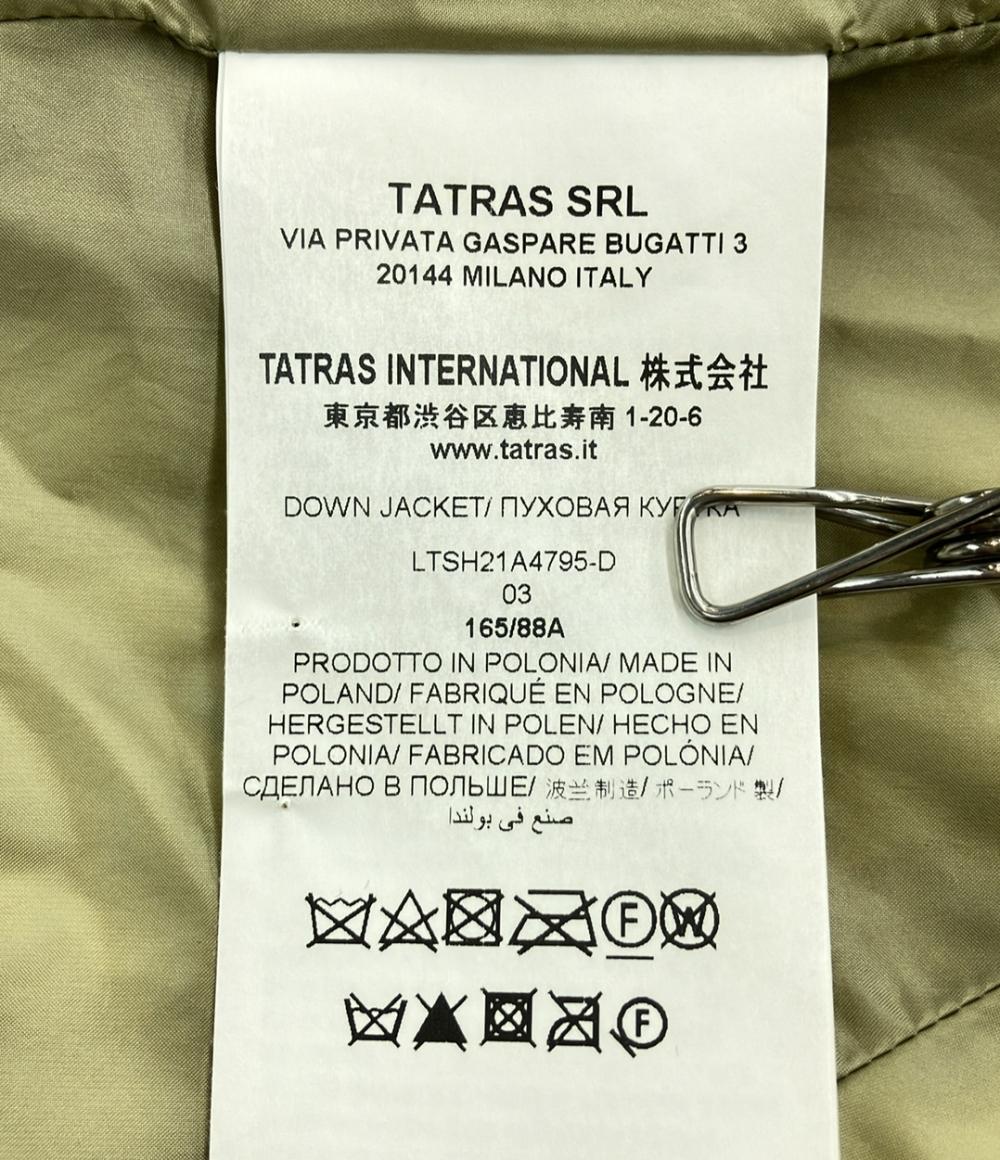 TATRAS SRL
VIA PRIVATA GASPARE BUGATTI 3
20144 MILANO ITALY
TATRAS INTERNATIONAL 株式会社
東京都渋谷区恵比寿南 1-20-6
www.tatras.it
DOWN JACKET/ ПУХОВАЯ
LTSH21A4795-D
03
165/88A
PRODOTTO IN POLONIA/ MADE IN
POLAND/ FABRIQUÉ EN POLOGNE/
HERGESTELLT IN POLEN/ HECHO EN
POLONIA/ FABRICADO EM POLÓNIA/
СДЕЛАНО В ПОЛЬШЕ/ 波兰制造/ ポーランド 製/
صنع في بولندا
F W
F